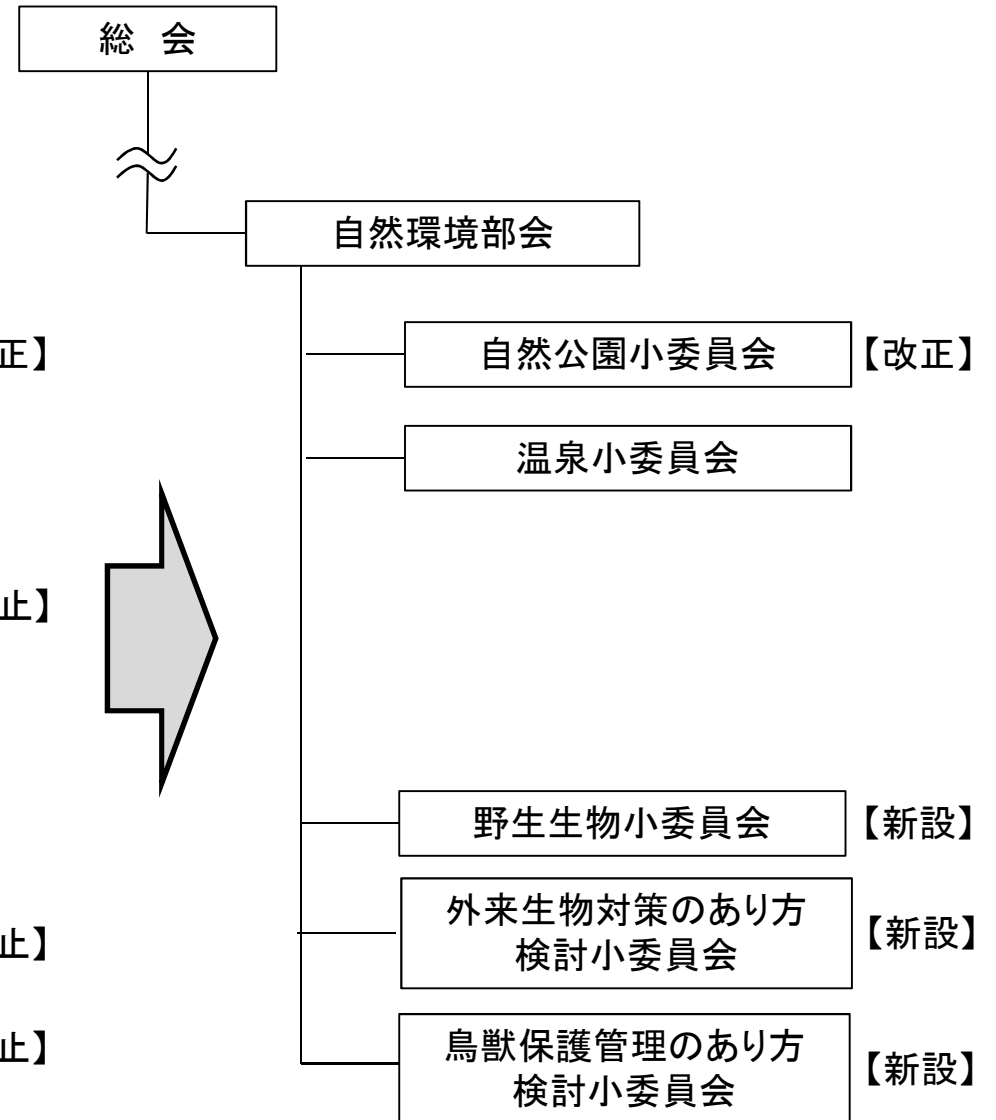 総 会
自然環境部会
正】
自然公園小委員会 【改正】
温泉小委員会
止】
野生生物小委員会 【新設】
止】
外来生物対策のあり方
検討小委員会
【新設】
止】
鳥獣保護管理のあり方
検討小委員会
【新設】